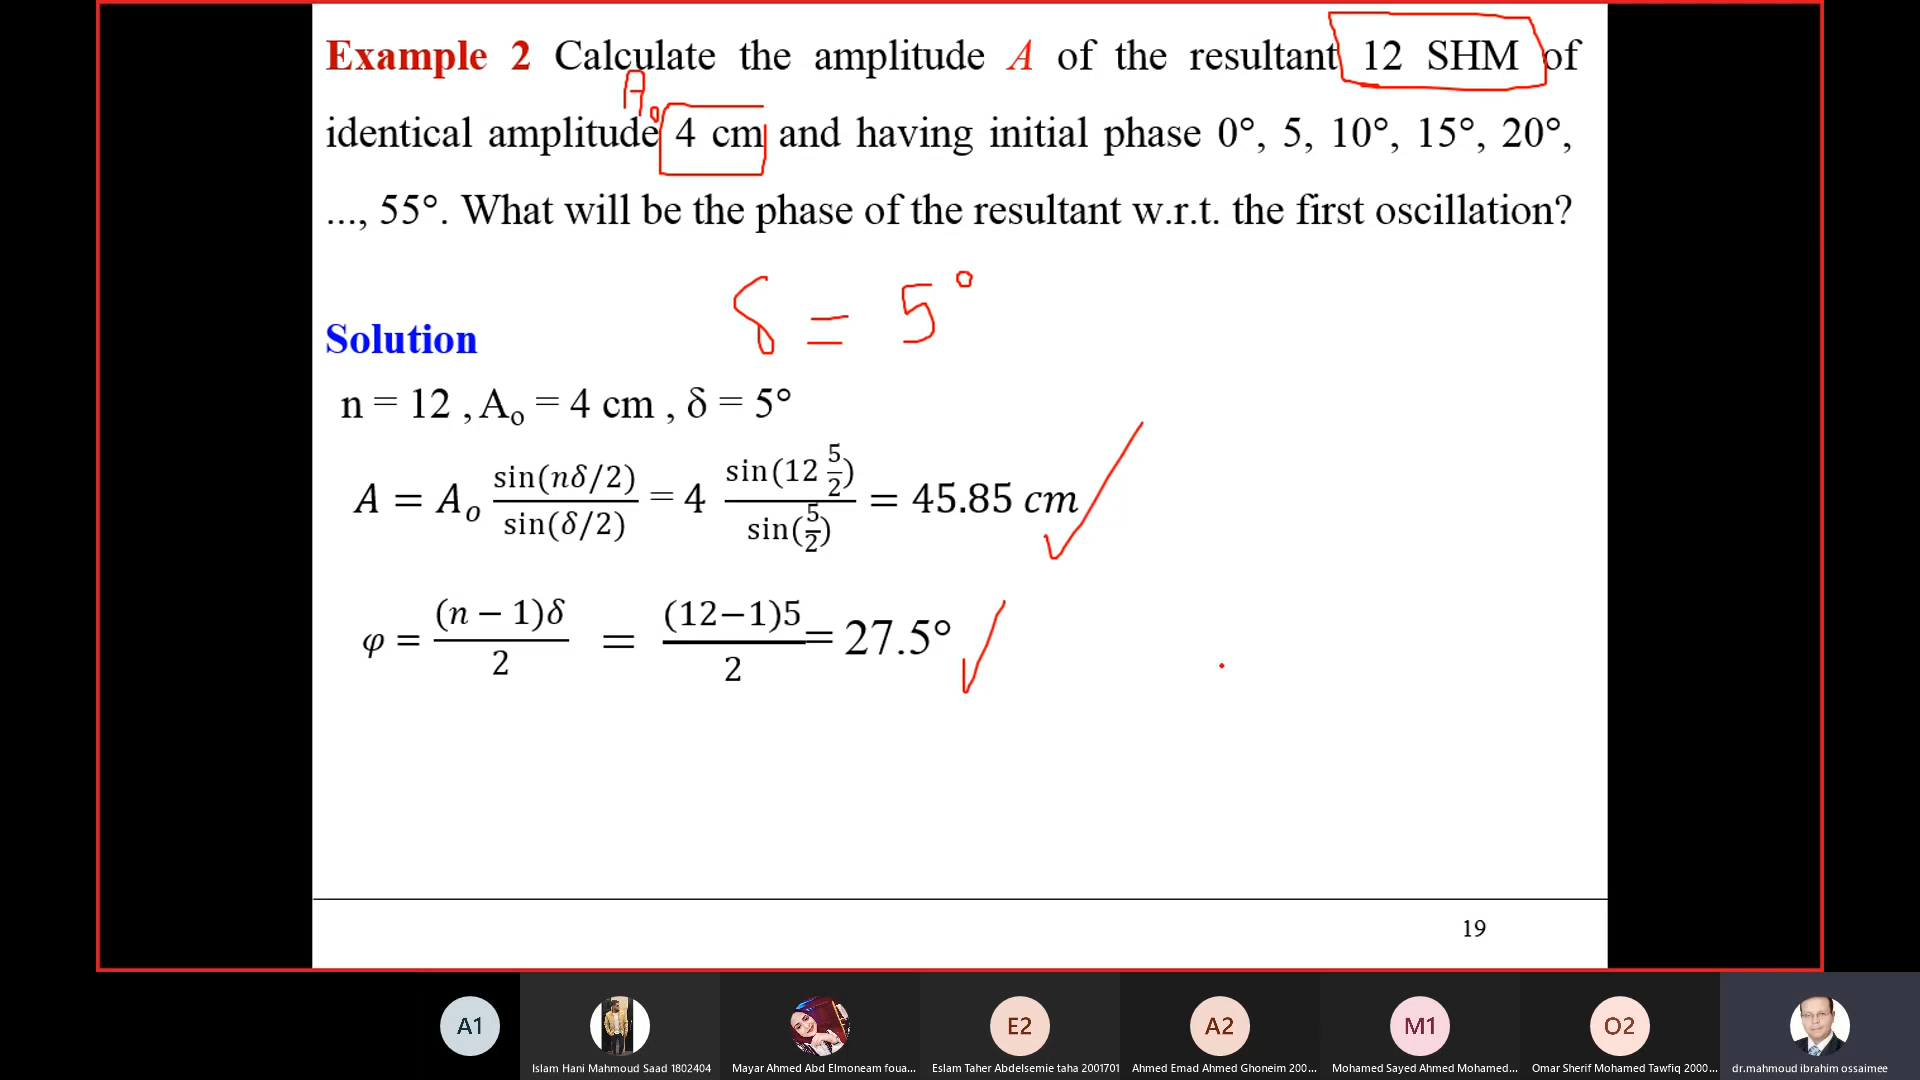 Example 2 Calculate the amplitude A of the resultant 12 SHM of
A₀
identical amplitude 4 cm and having initial phase 0°, 5, 10°, 15°, 20°,
..., 55°. What will be the phase of the resultant w.r.t. the first oscillation?
δ = 5°
Solution
n = 12 , Aₒ = 4 cm , δ = 5°
A = Aₒ sin(nδ/2)/sin(δ/2) = 4 sin(12 5/2)/sin(5/2) = 45.85 cm
φ = (n − 1)δ/2 = (12−1)5/2 = 27.5°
19
A1
E2
A2
M1
O2
Islam Hani Mahmoud Saad 1802404
Mayar Ahmed Abd Elmoneam foua...
Eslam Taher Abdelsemie taha 2001701
Ahmed Emad Ahmed Ghoneim 200...
Mohamed Sayed Ahmed Mohamed...
Omar Sherif Mohamed Tawfiq 2000...
dr.mahmoud ibrahim ossaimee